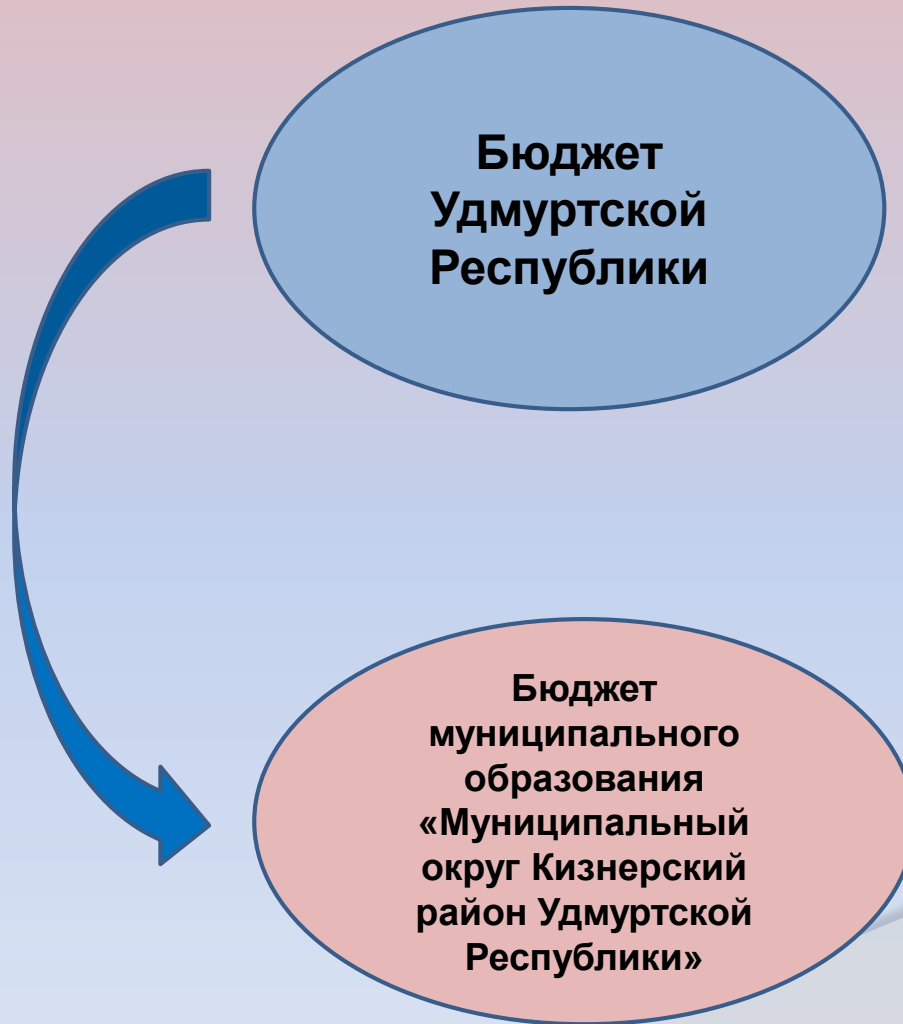 Бюджет
Удмуртской
Республики
Бюджет
муниципального
образования
«Муниципальный
округ Кизнерский
район Удмуртской
Республики»